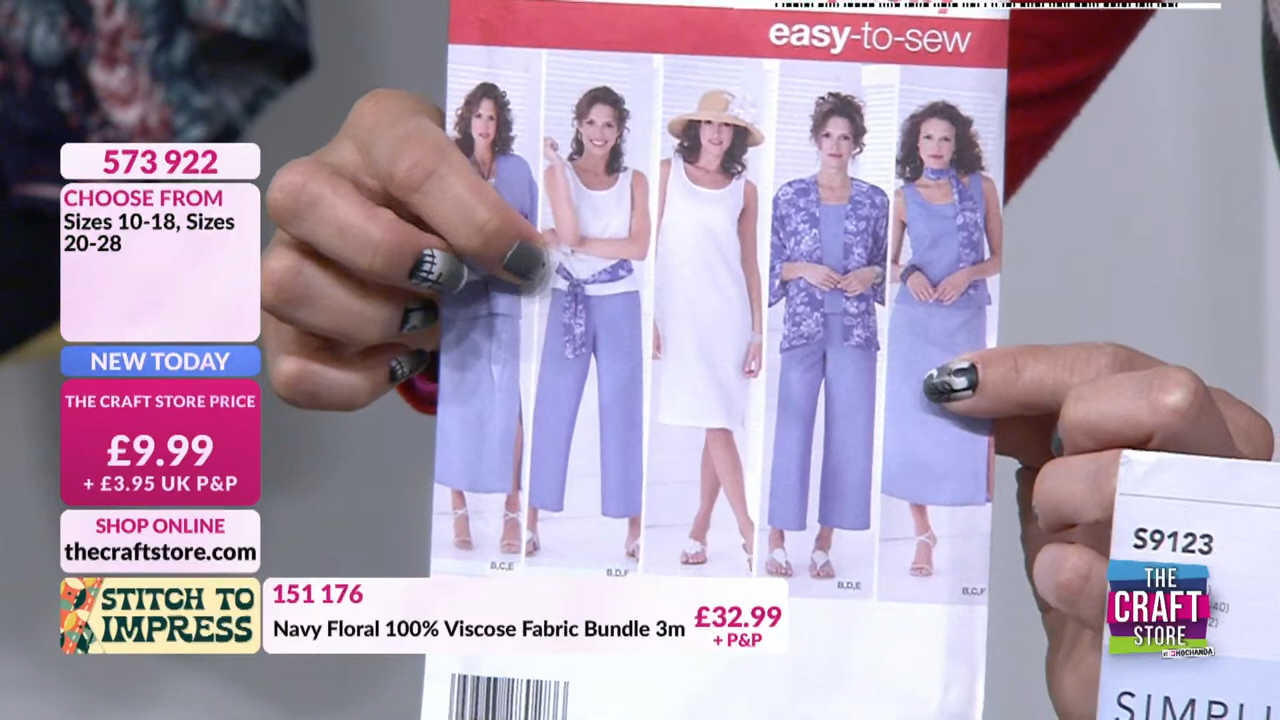 easy-to-sew
573 922
CHOOSE FROM
Sizes 10-18, Sizes
20-28
NEW TODAY
THE CRAFT STORE PRICE
£9.99
+ £3.95 UK P&P
SHOP ONLINE
thecraftstore.com
STITCH TO
IMPRESS
151 176
Navy Floral 100% Viscose Fabric Bundle 3m
£32.99
+ P&P
B,C,E
B,D,F
B,D,E
B,C,F
S9123
THE
CRAFT
STORE
HOCHANDA